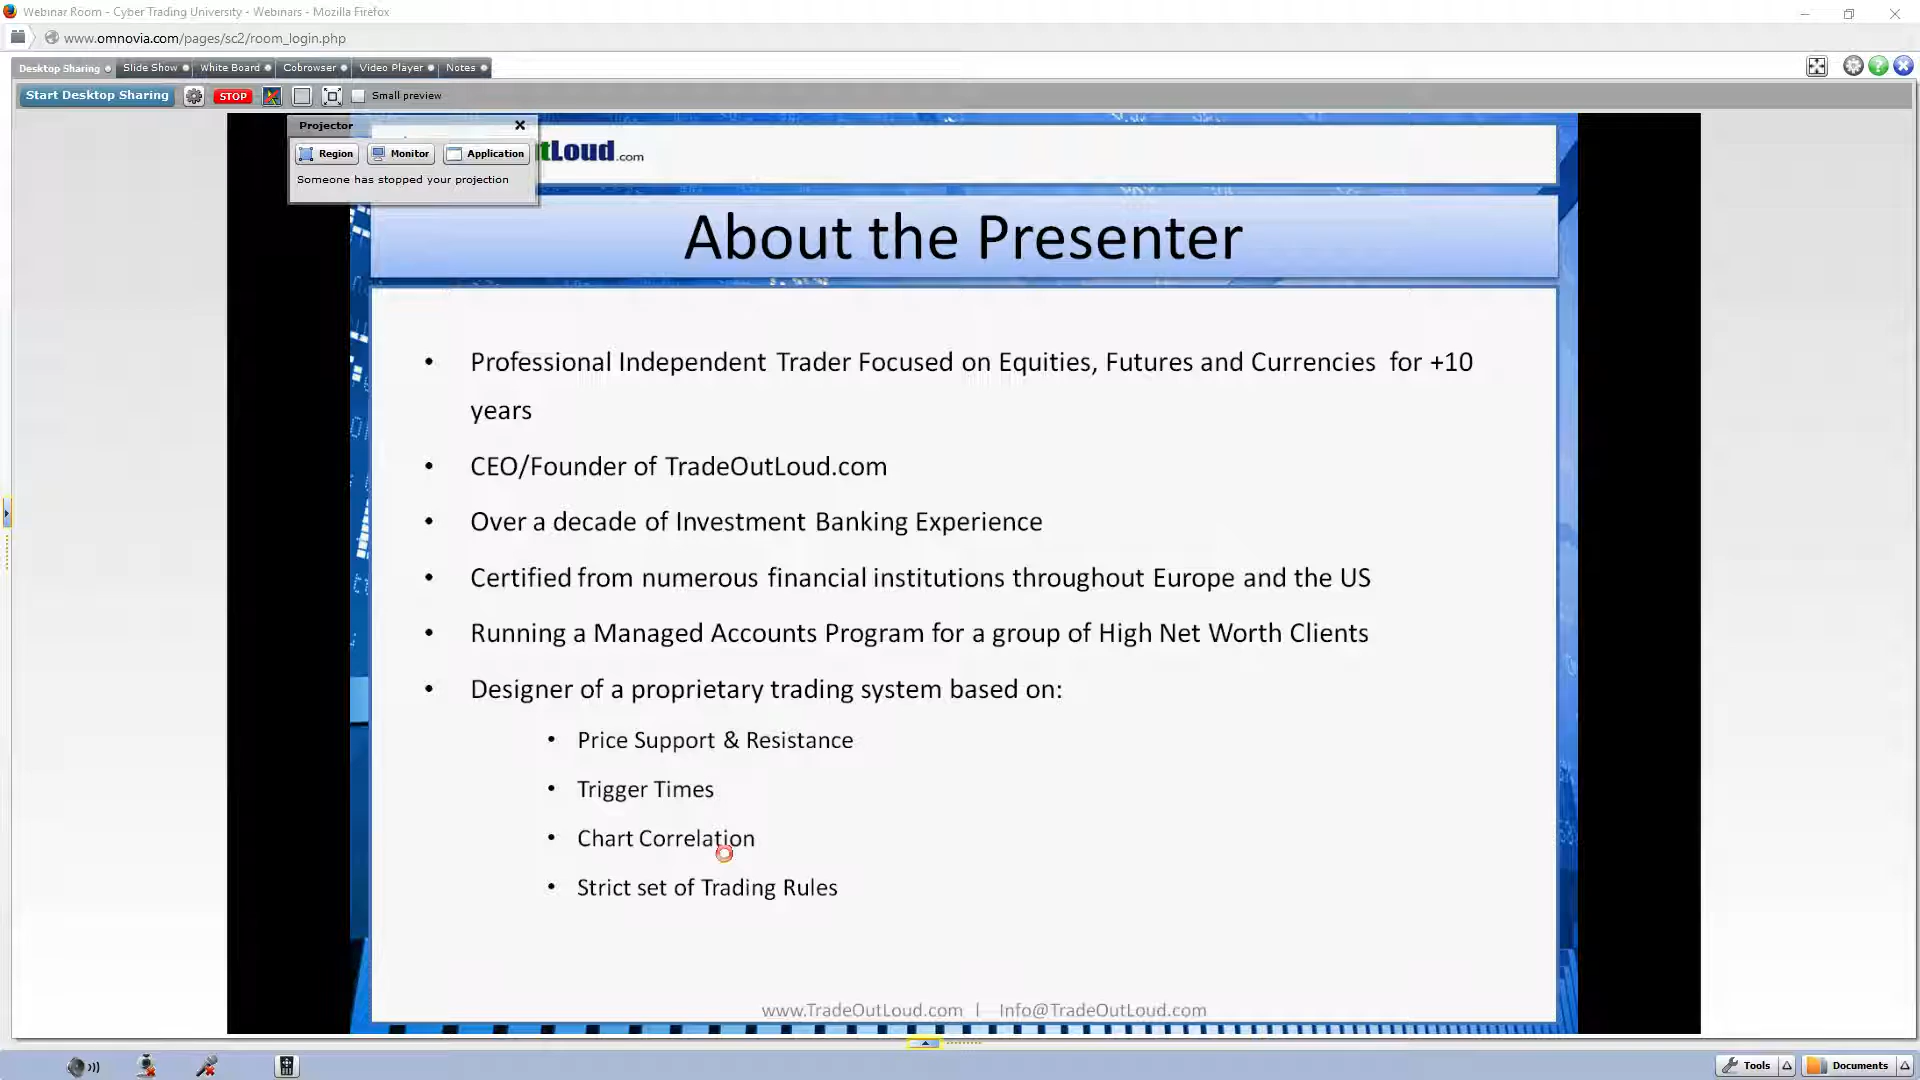 Webinar Room - Cyber Trading University - Webinars - Mozilla Firefox
www.omnovia.com/pages/sc2/room_login.php
Desktop Sharing Slide Show White Board Cobrowser Video Player Notes
Start Desktop Sharing STOP Small preview
Projector
Region Monitor Application
Someone has stopped your projection
tLoud.com
About the Presenter
• Professional Independent Trader Focused on Equities, Futures and Currencies for +10
years
• CEO/Founder of TradeOutLoud.com
• Over a decade of Investment Banking Experience
• Certified from numerous financial institutions throughout Europe and the US
• Running a Managed Accounts Program for a group of High Net Worth Clients
• Designer of a proprietary trading system based on:
• Price Support & Resistance
• Trigger Times
• Chart Correlation
• Strict set of Trading Rules
www.TradeOutLoud.com | Info@TradeOutLoud.com
Tools Documents